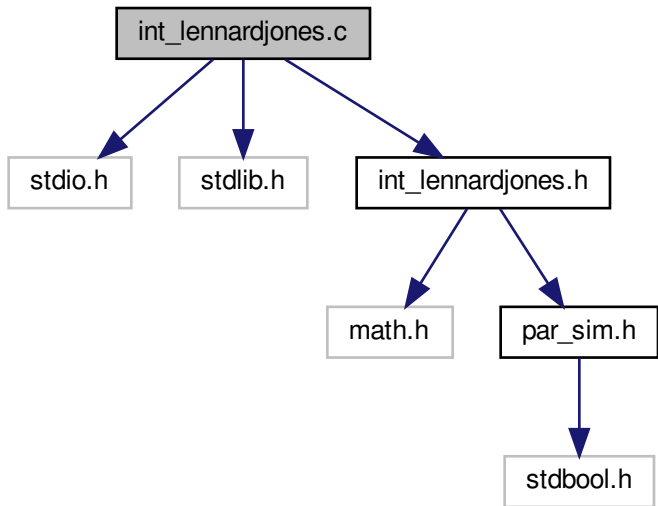 int_lennardjones.c
stdio.h
stdlib.h
int_lennardjones.h
math.h
par_sim.h
stdbool.h